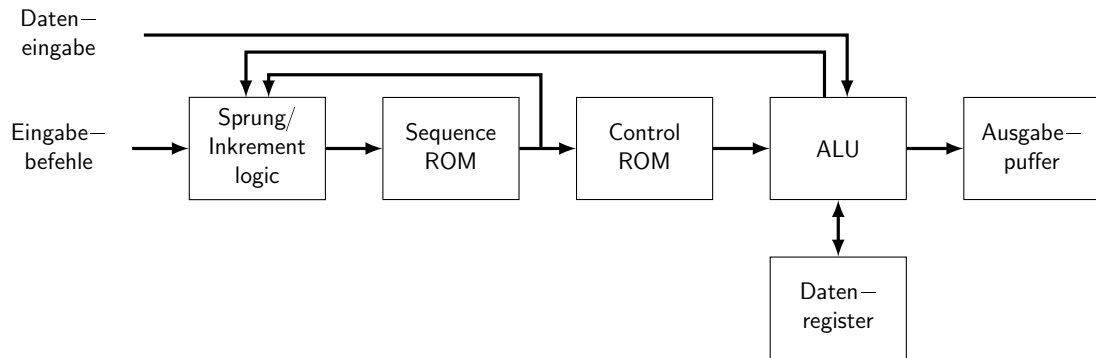 Daten–
eingabe
Eingabe–
befehle
Sprung/
Inkrement
logic
Sequence
ROM
Control
ROM
ALU
Ausgabe–
puffer
Daten–
register